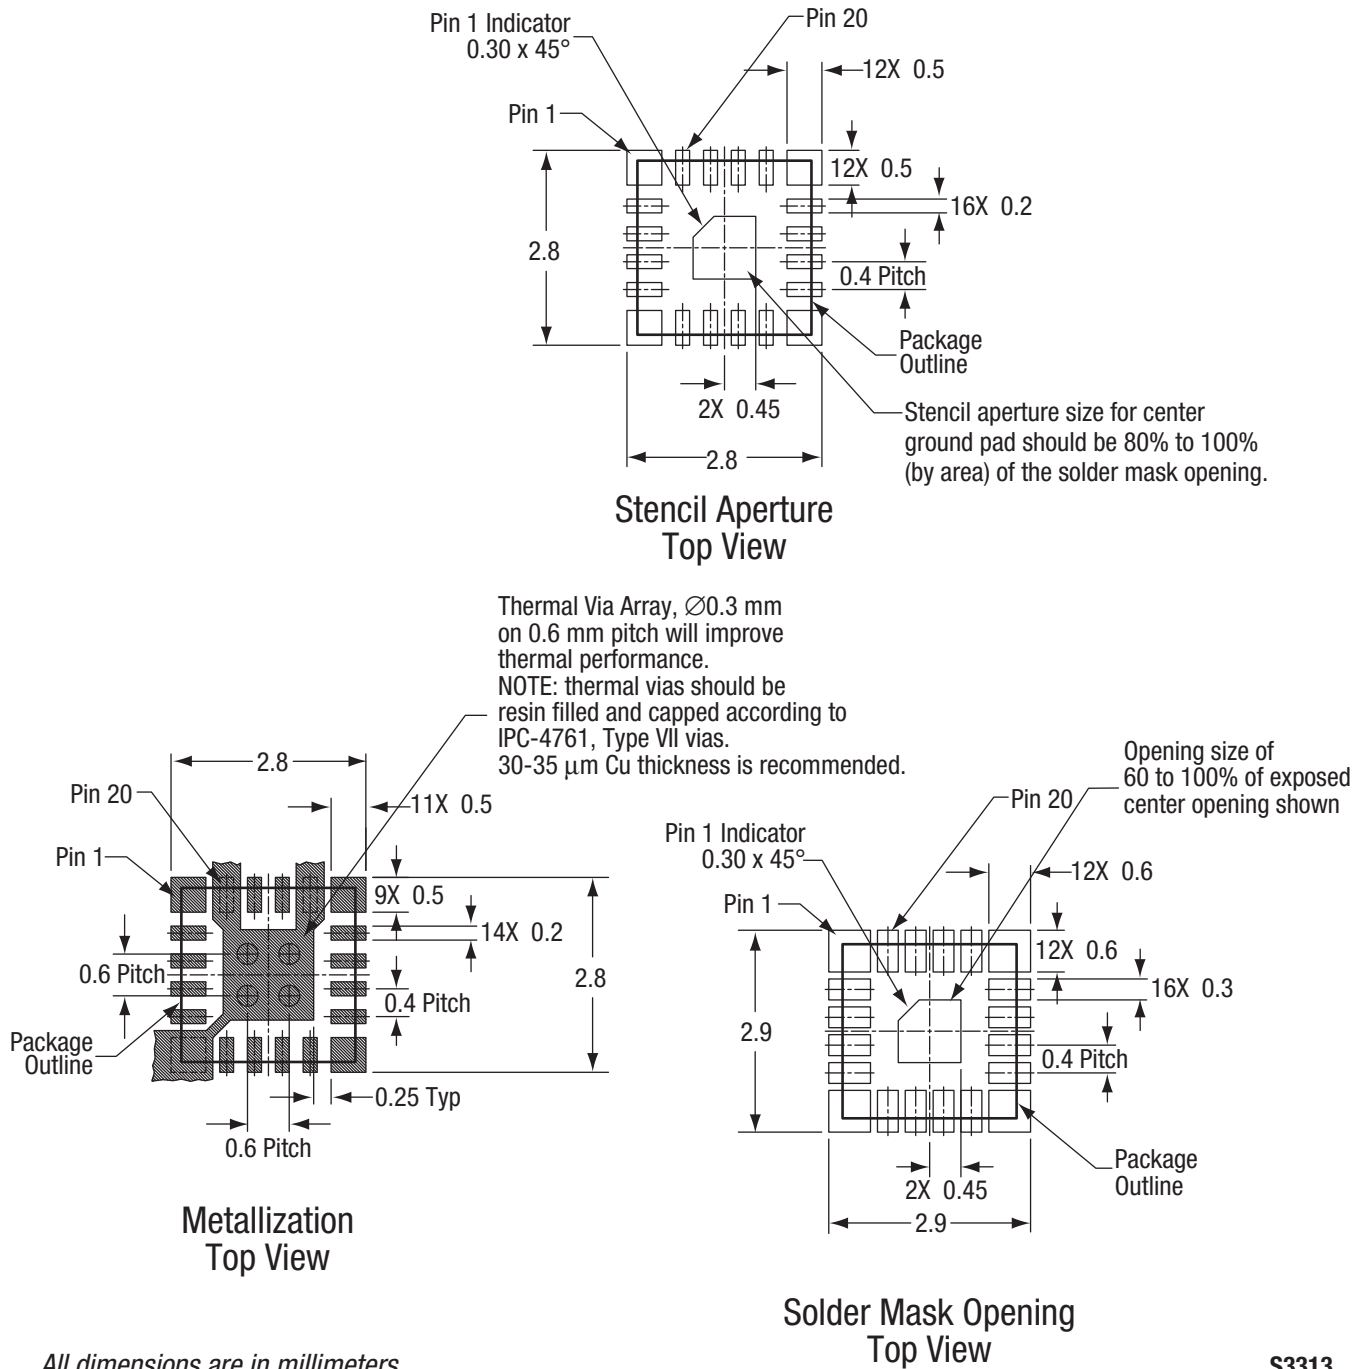 Pin 1 Indicator
0.30 x 45°
Pin 20
12X 0.5
Pin 1
12X 0.5
16X 0.2
2.8
0.4 Pitch
Package
Outline
2X 0.45
Stencil aperture size for center
ground pad should be 80% to 100%
(by area) of the solder mask opening.
2.8
Stencil Aperture
Top View
Thermal Via Array, ∅0.3 mm
on 0.6 mm pitch will improve
thermal performance.
NOTE: thermal vias should be
resin filled and capped according to
IPC-4761, Type VII vias.
30-35 μm Cu thickness is recommended.
2.8
Pin 20
11X 0.5
Pin 1
9X 0.5
14X 0.2
0.6 Pitch
2.8
0.4 Pitch
Package
Outline
0.25 Typ
0.6 Pitch
Metallization
Top View
Opening size of
60 to 100% of exposed
center opening shown
Pin 20
Pin 1 Indicator
0.30 x 45°
12X 0.6
Pin 1
12X 0.6
16X 0.3
2.9
0.4 Pitch
Package
Outline
2X 0.45
2.9
Solder Mask Opening
Top View
All dimensions are in millimeters
S3313